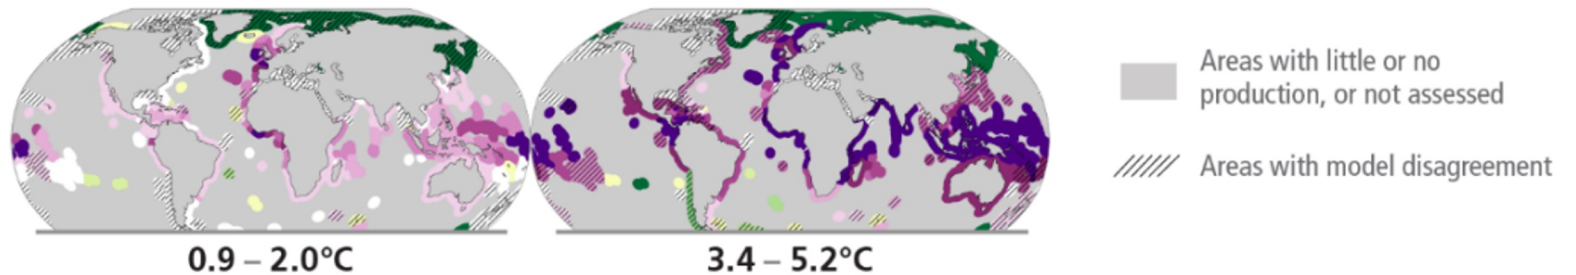 Areas with little or no
production, or not assessed
Areas with model disagreement
0.9 – 2.0°C
3.4 – 5.2°C